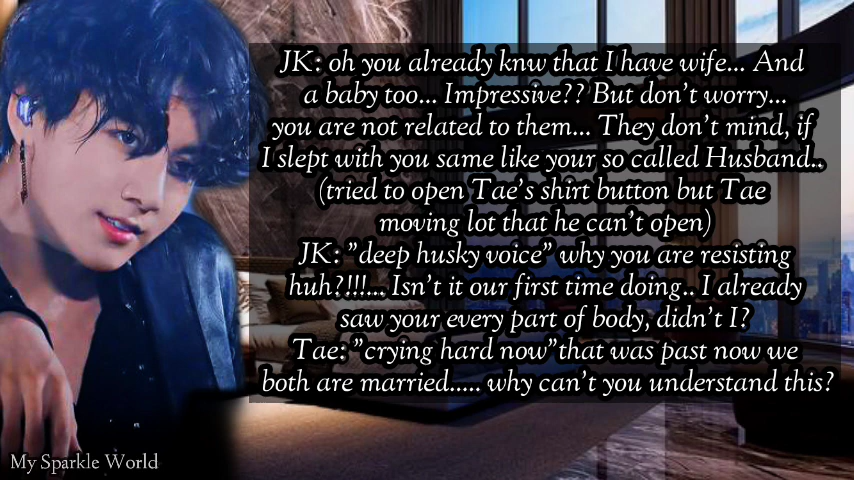 JK: oh you already knw that I have wife... And
a baby too... Impressive?? But don't worry...
you are not related to them... They don't mind, if
I slept with you same like your so called Husband..
(tried to open Tae's shirt button but Tae
moving lot that he can't open)
JK: "deep husky voice" why you are resisting
huh?!!!... Isn't it our first time doing.. I already
saw your every part of body, didn't I?
Tae: "crying hard now"that was past now we
both are married..... why can't you understand this?
My Sparkle World